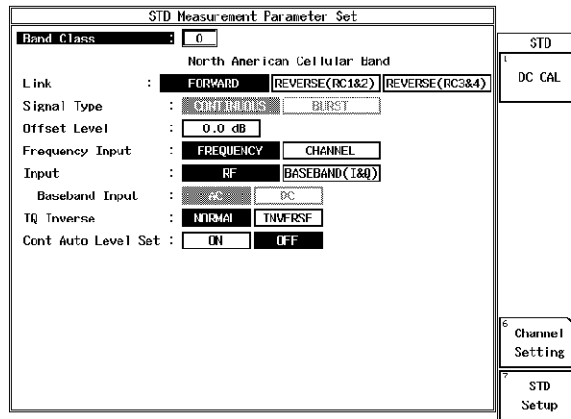 STD Measurement Parameter Set
Band Class : 0
North American Cellular Band
Link : FORWARD REVERSE(RC1&2) REVERSE(RC3&4)
Signal Type : CONTINUOUS BURST
Offset Level : 0.0 dB
Frequency Input : FREQUENCY CHANNEL
Input : RF BASEBAND(I&Q)
Baseband Input : AC DC
IQ Inverse : NORMAL INVERSE
Cont Auto Level Set : ON OFF
STD
1
DC CAL
6
Channel
Setting
7
STD
Setup